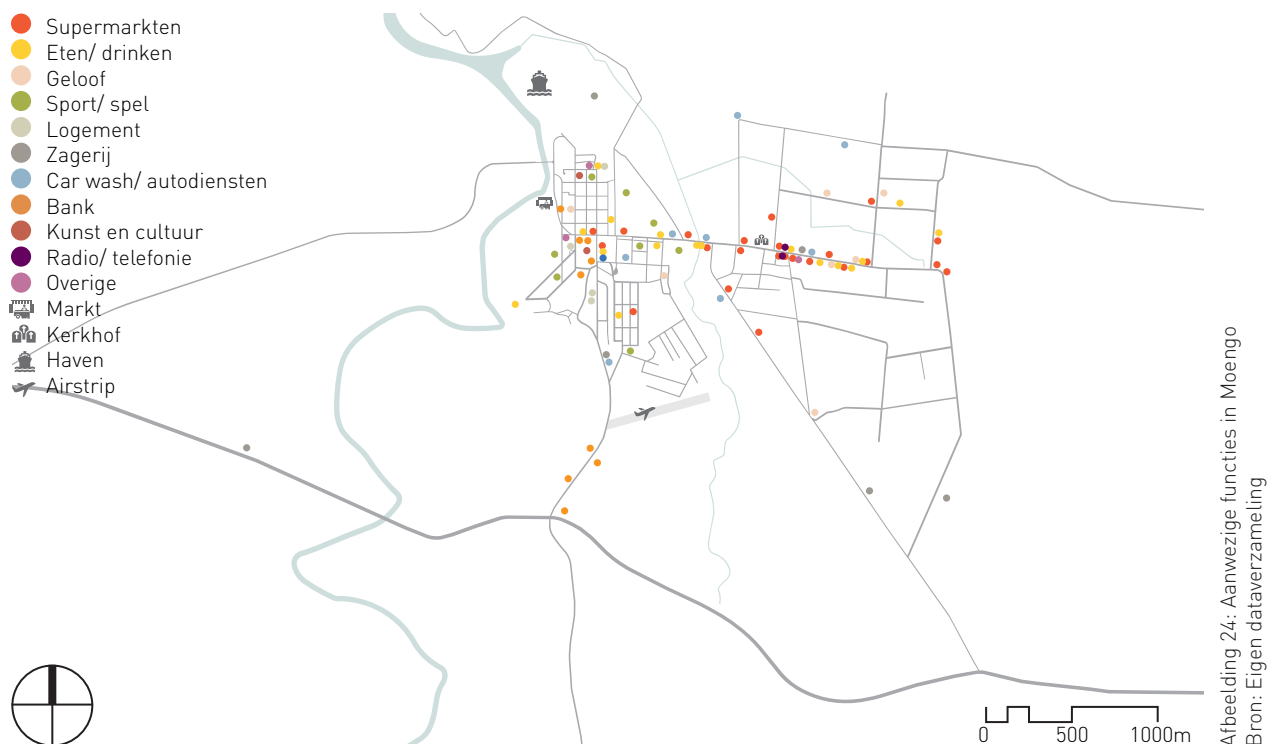 Supermarkten
Eten/ drinken
Geloof
Sport/ spel
Logement
Zagerij
Car wash/ autodiensten
Bank
Kunst en cultuur
Radio/ telefonie
Overige
Markt
Kerkhof
Haven
Airstrip
0 500 1000m
Afbeelding 24: Aanwezige functies in Moengo
Bron: Eigen dataverzameling